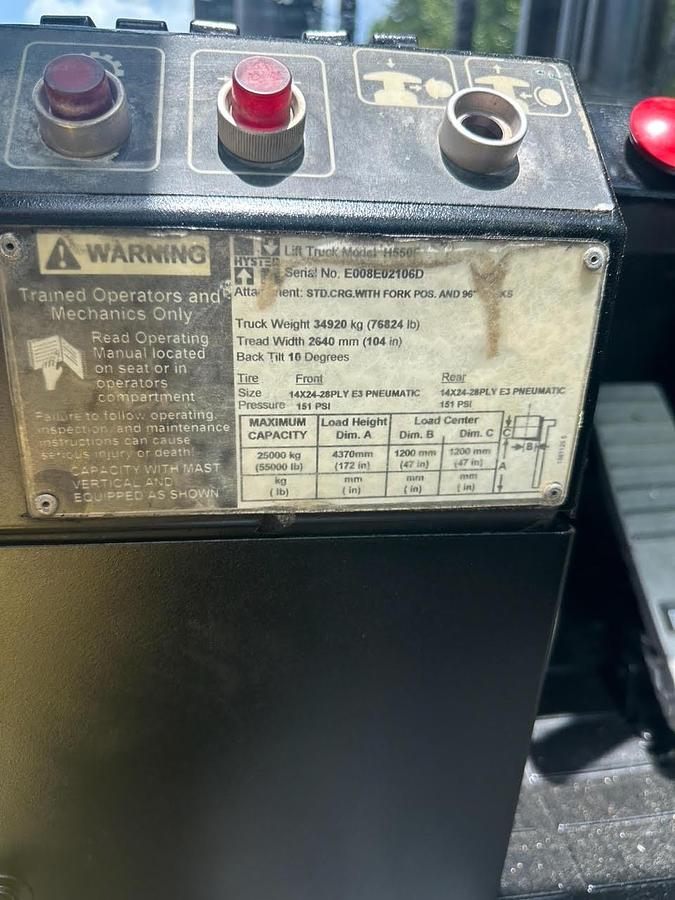 WARNING
Trained Operators and
Mechanics Only
Read Operating
Manual located
on seat or in
operators
compartment
Failure to follow operating,
inspection, and maintenance
instructions can cause
serious injury or death!
CAPACITY WITH MAST
VERTICAL AND
EQUIPPED AS SHOWN
HYSTER
Lift Truck Model H550
Serial No. E008E02106D
STD.CRG.WITH FORK POS. AND 96"
Truck Weight 34920 kg (76824 lb)
Tread Width 2640 mm (104 in)
Back Tilt 10 Degrees
Tire Front Rear
Size 14X24-28PLY E3 PNEUMATIC 14X24-28PLY E3 PNEUMATIC
Pressure 151 PSI 151 PSI
MAXIMUM CAPACITY Load Height Dim. A Load Center Dim. B Dim. C
25000 kg (55000 lb) 4370mm (172 in) 1200 mm (47 in) 1200 mm (47 in)
kg ( lb) mm ( in) mm ( in) mm ( in)
C
B
A